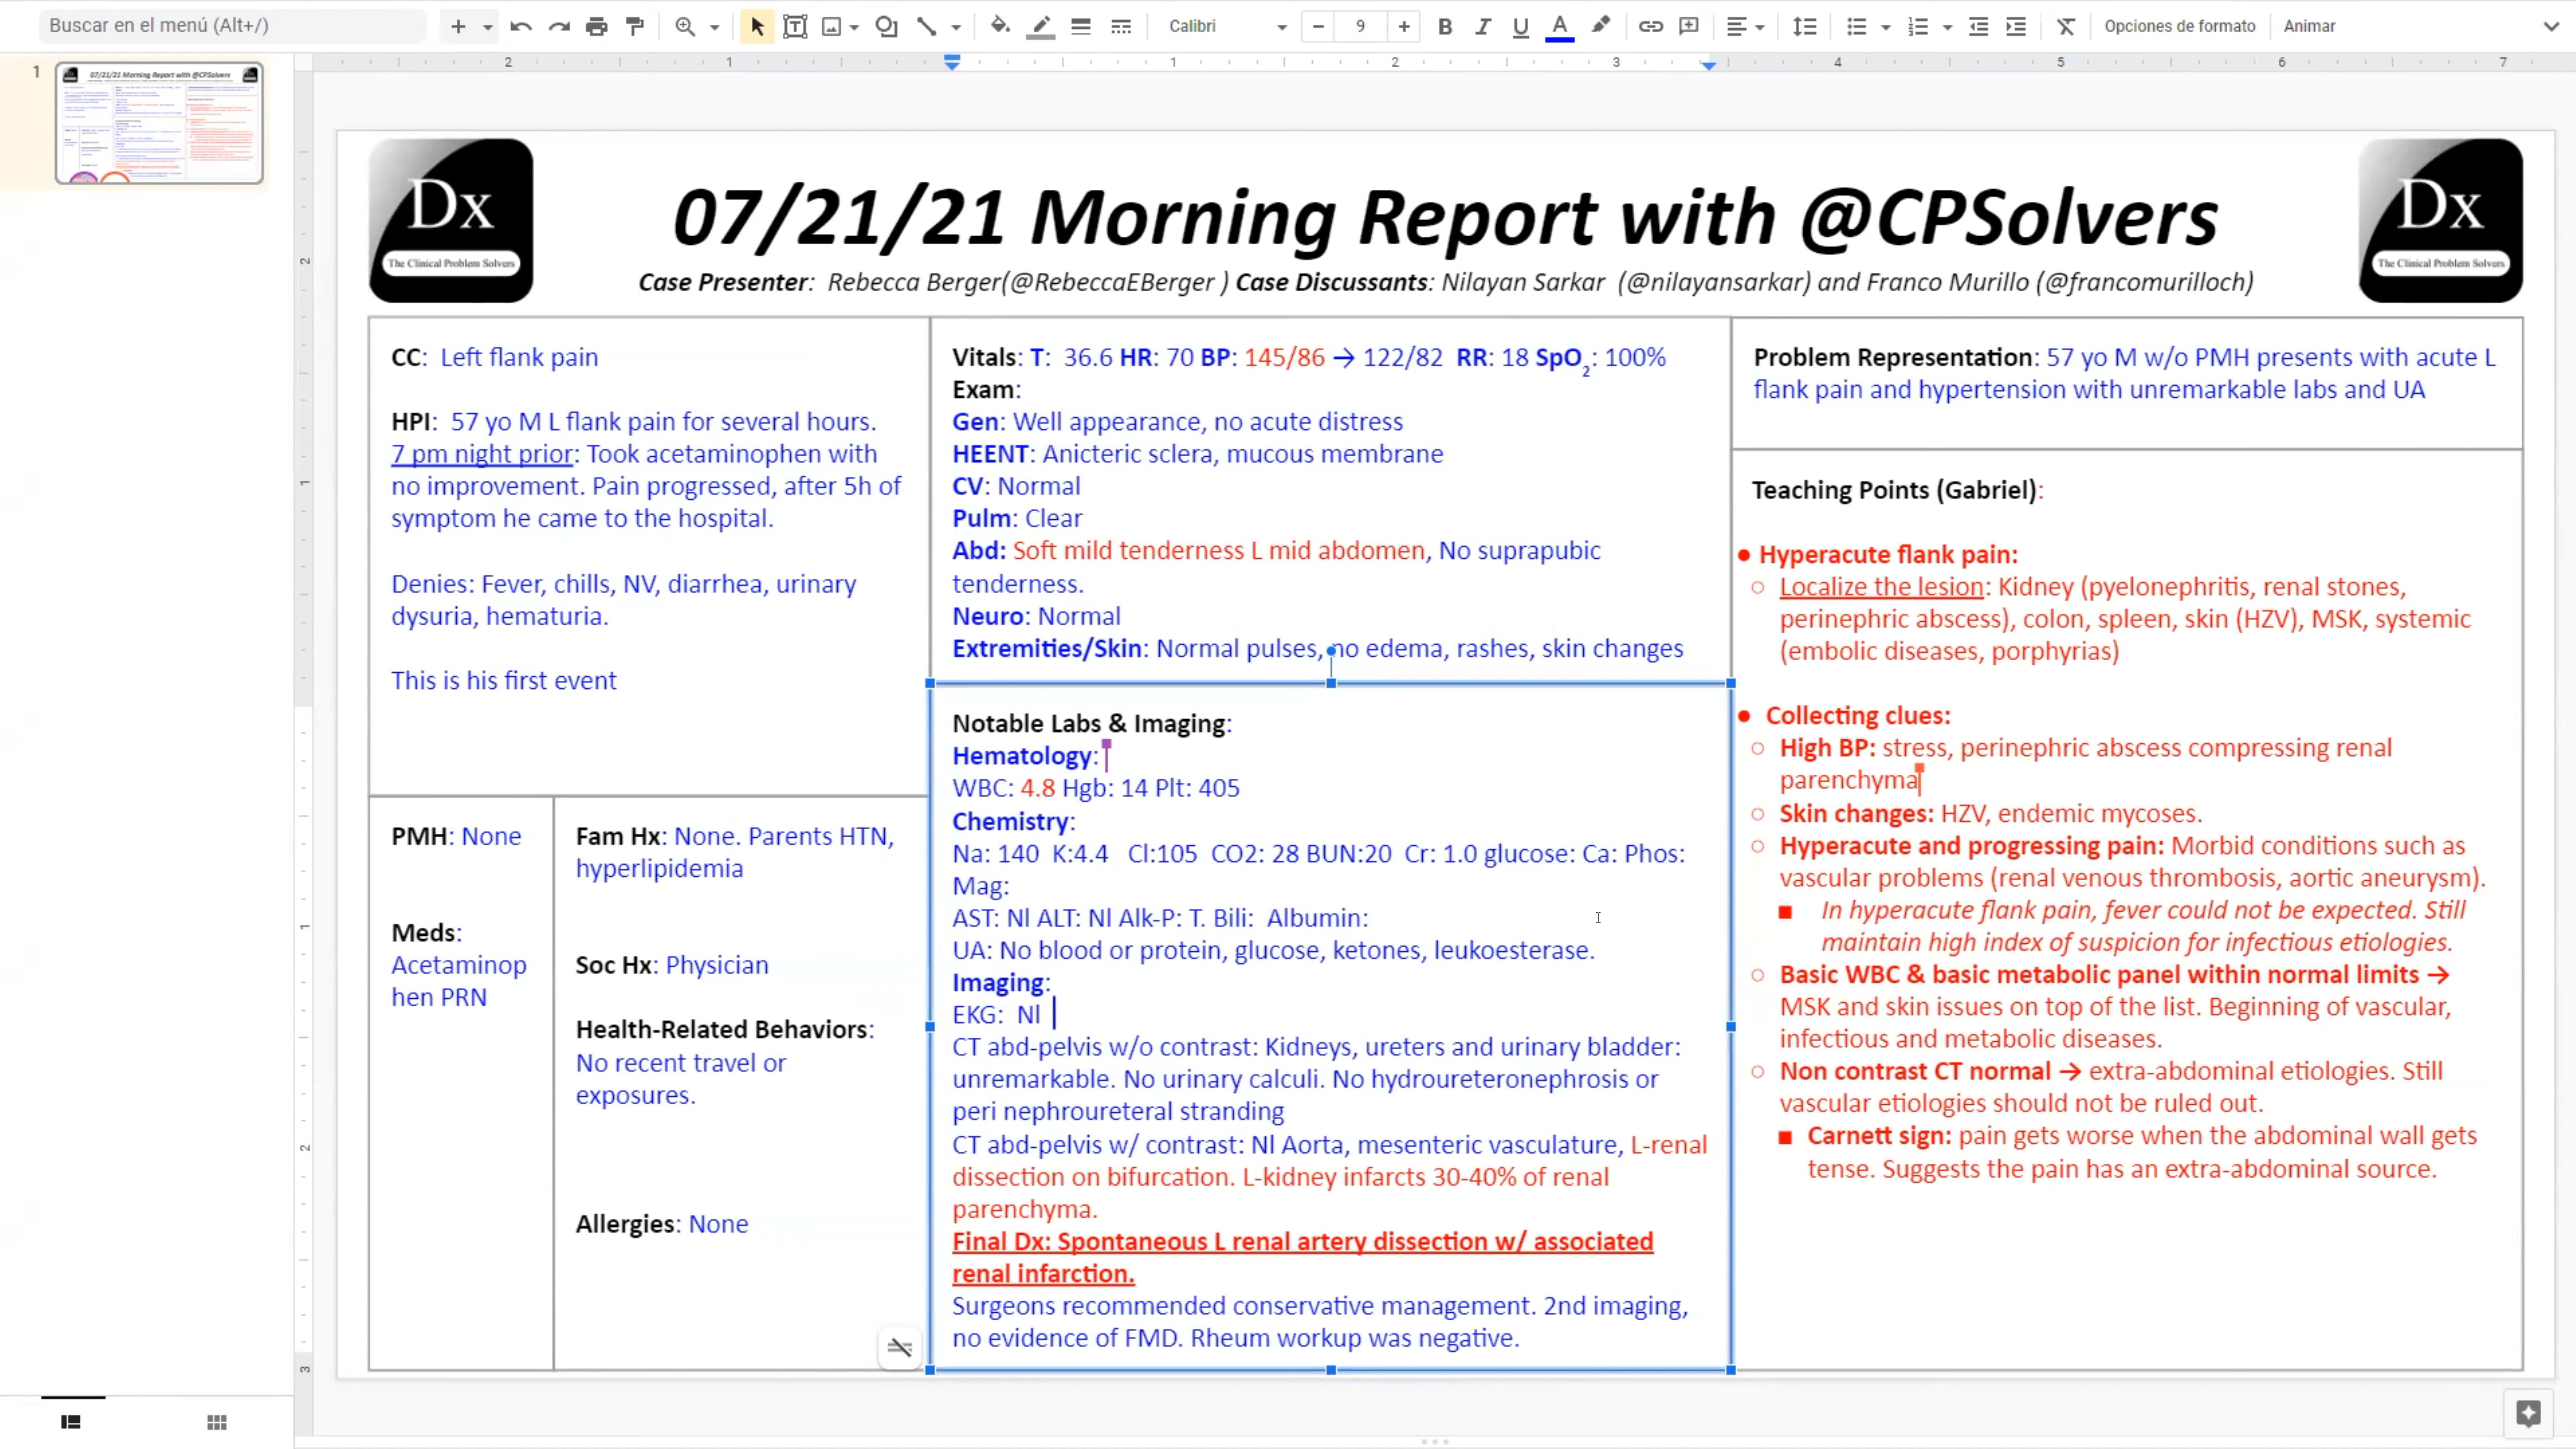 Buscar en el menú (Alt+/)
Calibri
9
Opciones de formato
Animar
2 1 1 2 3 4 5 6 7
1
Dx
The Clinical Problem Solvers
07/21/21 Morning Report with @CPSolvers
Case Presenter: Rebecca Berger(@RebeccaEBerger ) Case Discussants: Nilayan Sarkar (@nilayansarkar) and Franco Murillo (@francomurilloch)
Dx
The Clinical Problem Solvers
CC: Left flank pain
HPI: 57 yo M L flank pain for several hours.
7 pm night prior: Took acetaminophen with
no improvement. Pain progressed, after 5h of
symptom he came to the hospital.
Denies: Fever, chills, NV, diarrhea, urinary
dysuria, hematuria.
This is his first event
PMH: None
Meds:
Acetaminop
hen PRN
Fam Hx: None. Parents HTN,
hyperlipidemia
Soc Hx: Physician
Health-Related Behaviors:
No recent travel or
exposures.
Allergies: None
Vitals: T: 36.6 HR: 70 BP: 145/86 → 122/82 RR: 18 SpO2: 100%
Exam:
Gen: Well appearance, no acute distress
HEENT: Anicteric sclera, mucous membrane
CV: Normal
Pulm: Clear
Abd: Soft mild tenderness L mid abdomen, No suprapubic
tenderness.
Neuro: Normal
Extremities/Skin: Normal pulses, no edema, rashes, skin changes
Notable Labs & Imaging:
Hematology:
WBC: 4.8 Hgb: 14 Plt: 405
Chemistry:
Na: 140 K:4.4 Cl:105 CO2: 28 BUN:20 Cr: 1.0 glucose: Ca: Phos:
Mag:
AST: Nl ALT: Nl Alk-P: T. Bili: Albumin:
UA: No blood or protein, glucose, ketones, leukoesterase.
Imaging:
EKG: Nl
CT abd-pelvis w/o contrast: Kidneys, ureters and urinary bladder:
unremarkable. No urinary calculi. No hydroureteronephrosis or
peri nephroureteral stranding
CT abd-pelvis w/ contrast: Nl Aorta, mesenteric vasculature, L-renal
dissection on bifurcation. L-kidney infarcts 30-40% of renal
parenchyma.
Final Dx: Spontaneous L renal artery dissection w/ associated
renal infarction.
Surgeons recommended conservative management. 2nd imaging,
no evidence of FMD. Rheum workup was negative.
Problem Representation: 57 yo M w/o PMH presents with acute L
flank pain and hypertension with unremarkable labs and UA
Teaching Points (Gabriel):
● Hyperacute flank pain:
○ Localize the lesion: Kidney (pyelonephritis, renal stones,
perinephric abscess), colon, spleen, skin (HZV), MSK, systemic
(embolic diseases, porphyrias)
● Collecting clues:
○ High BP: stress, perinephric abscess compressing renal
parenchyma
○ Skin changes: HZV, endemic mycoses.
○ Hyperacute and progressing pain: Morbid conditions such as
vascular problems (renal venous thrombosis, aortic aneurysm).
■ In hyperacute flank pain, fever could not be expected. Still
maintain high index of suspicion for infectious etiologies.
○ Basic WBC & basic metabolic panel within normal limits →
MSK and skin issues on top of the list. Beginning of vascular,
infectious and metabolic diseases.
○ Non contrast CT normal → extra-abdominal etiologies. Still
vascular etiologies should not be ruled out.
■ Carnett sign: pain gets worse when the abdominal wall gets
tense. Suggests the pain has an extra-abdominal source.